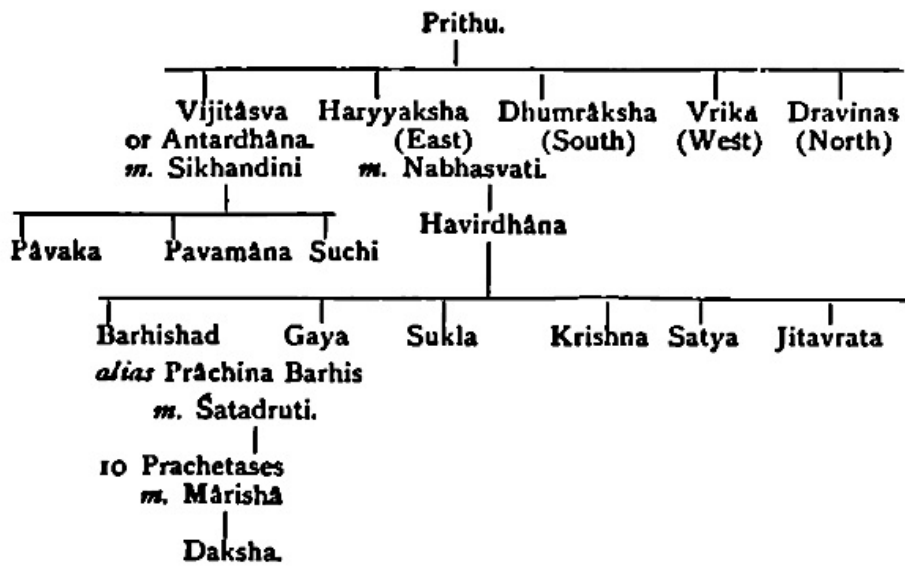 Prithu.
Vijitâsva Haryyaksha Dhumrâksha Vrika Dravinas
or Antardhâna. (East) (South) (West) (North)
m. Sikhandini m. Nabhasvati.
Pâvaka Pavamâna Suchi Havirdhâna
Barhishad Gaya Sukla Krishna Satya Jitavrata
alias Prâchina Barhis
m. Śatadruti.
10 Prachetases
m. Mârishâ
Daksha.